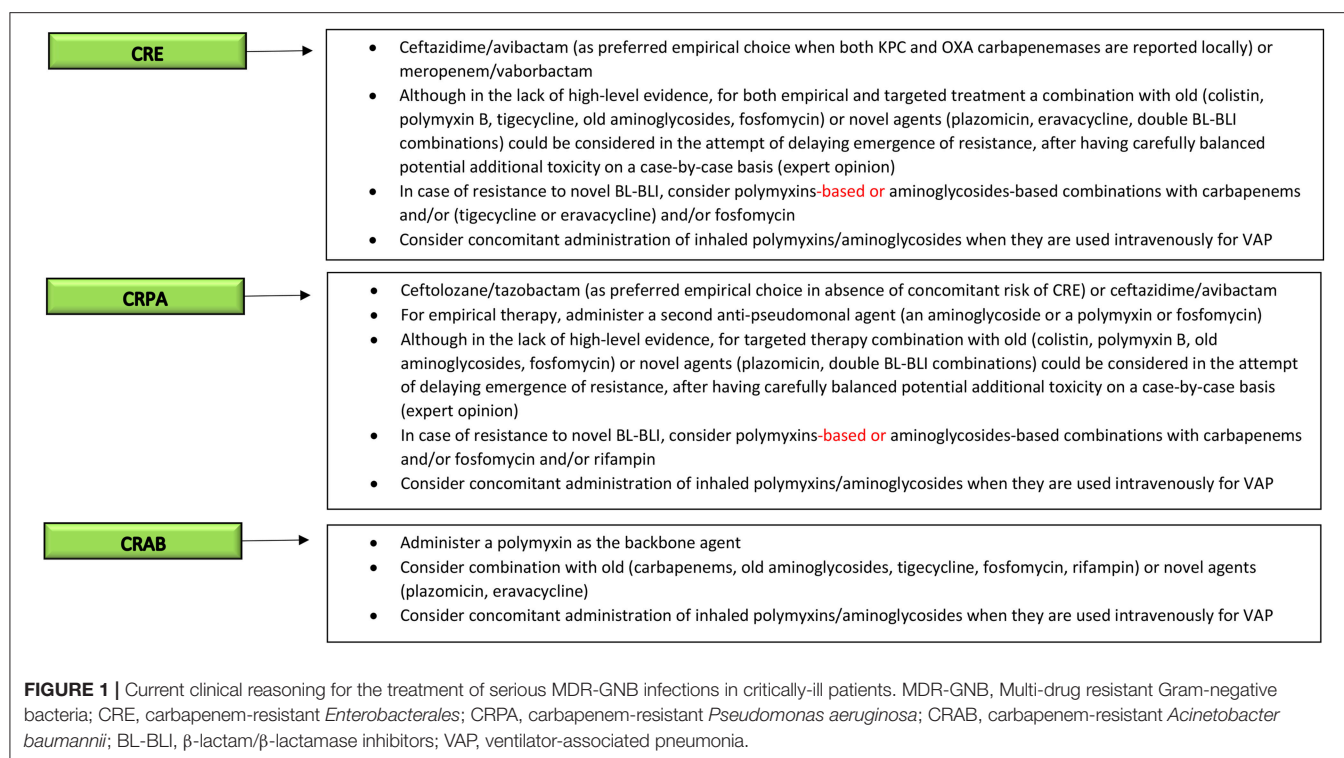 CRE
• Ceftazidime/avibactam (as preferred empirical choice when both KPC and OXA carbapenemases are reported locally) or
meropenem/vaborbactam
• Although in the lack of high-level evidence, for both empirical and targeted treatment a combination with old (colistin,
polymyxin B, tigecycline, old aminoglycosides, fosfomycin) or novel agents (plazomicin, eravacycline, double BL-BLI
combinations) could be considered in the attempt of delaying emergence of resistance, after having carefully balanced
potential additional toxicity on a case-by-case basis (expert opinion)
• In case of resistance to novel BL-BLI, consider polymyxins-based or aminoglycosides-based combinations with carbapenems
and/or (tigecycline or eravacycline) and/or fosfomycin
• Consider concomitant administration of inhaled polymyxins/aminoglycosides when they are used intravenously for VAP
CRPA
• Ceftolozane/tazobactam (as preferred empirical choice in absence of concomitant risk of CRE) or ceftazidime/avibactam
• For empirical therapy, administer a second anti-pseudomonal agent (an aminoglycoside or a polymyxin or fosfomycin)
• Although in the lack of high-level evidence, for targeted therapy combination with old (colistin, polymyxin B, old
aminoglycosides, fosfomycin) or novel agents (plazomicin, double BL-BLI combinations) could be considered in the attempt
of delaying emergence of resistance, after having carefully balanced potential additional toxicity on a case-by-case basis
(expert opinion)
• In case of resistance to novel BL-BLI, consider polymyxins-based or aminoglycosides-based combinations with carbapenems
and/or fosfomycin and/or rifampin
• Consider concomitant administration of inhaled polymyxins/aminoglycosides when they are used intravenously for VAP
CRAB
• Administer a polymyxin as the backbone agent
• Consider combination with old (carbapenems, old aminoglycosides, tigecycline, fosfomycin, rifampin) or novel agents
(plazomicin, eravacycline)
• Consider concomitant administration of inhaled polymyxins/aminoglycosides when they are used intravenously for VAP
FIGURE 1 | Current clinical reasoning for the treatment of serious MDR-GNB infections in critically-ill patients. MDR-GNB, Multi-drug resistant Gram-negative
bacteria; CRE, carbapenem-resistant Enterobacterales; CRPA, carbapenem-resistant Pseudomonas aeruginosa; CRAB, carbapenem-resistant Acinetobacter
baumannii; BL-BLI, β-lactam/β-lactamase inhibitors; VAP, ventilator-associated pneumonia.